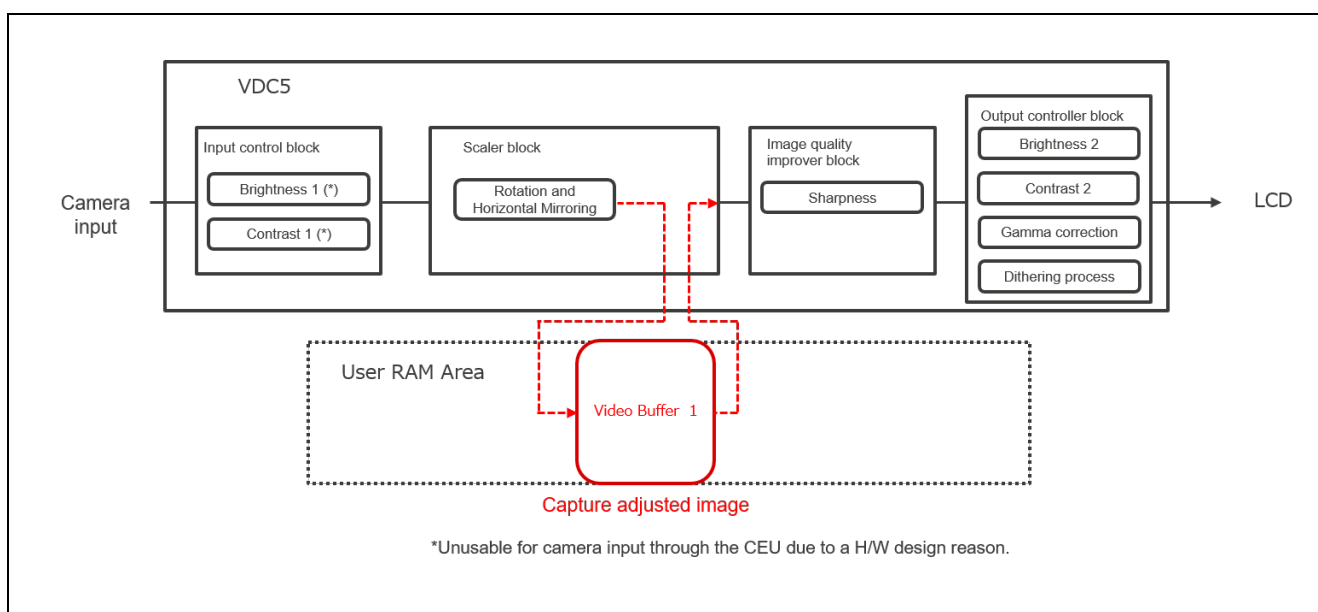 VDC5
Input control block
Brightness 1 (*)
Contrast 1 (*)
Scaler block
Rotation and
Horizontal Mirroring
Image quality
improver block
Sharpness
Output controller block
Brightness 2
Contrast 2
Gamma correction
Dithering process
Camera
input
LCD
User RAM Area
Video Buffer 1
Capture adjusted image
*Unusable for camera input through the CEU due to a H/W design reason.